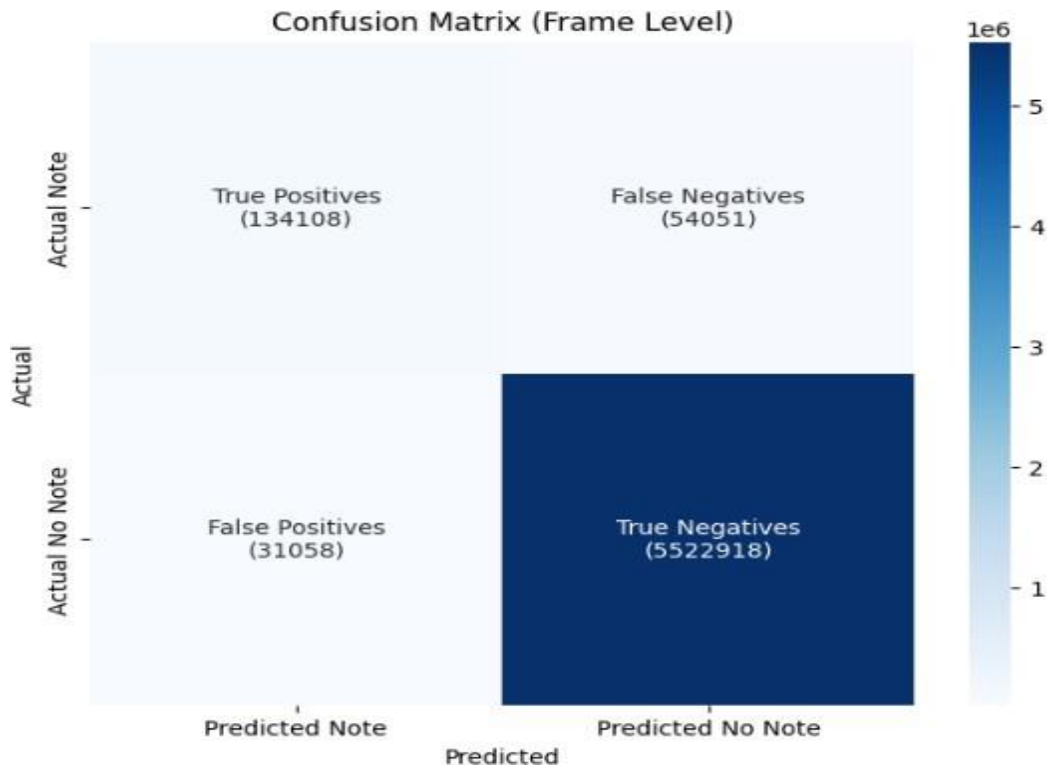 Confusion Matrix (Frame Level)
1e6
Actual
Actual Note
True Positives
(134108)
False Negatives
(54051)
Actual No Note
False Positives
(31058)
True Negatives
(5522918)
5
4
3
2
1
Predicted Note
Predicted No Note
Predicted